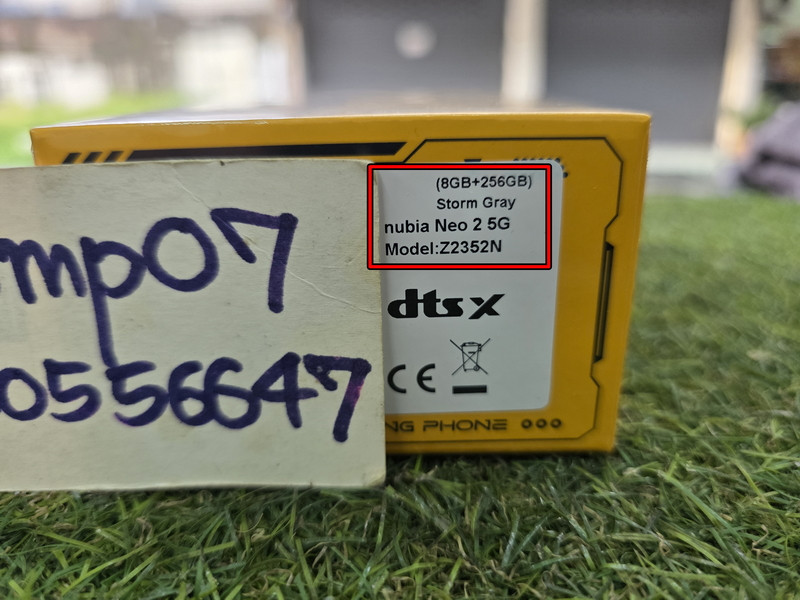 (8GB+256GB)
Storm Gray
nubia Neo 2 5G
Model:Z2352N
mp07
0556647
dts x
CE
NG PHONE